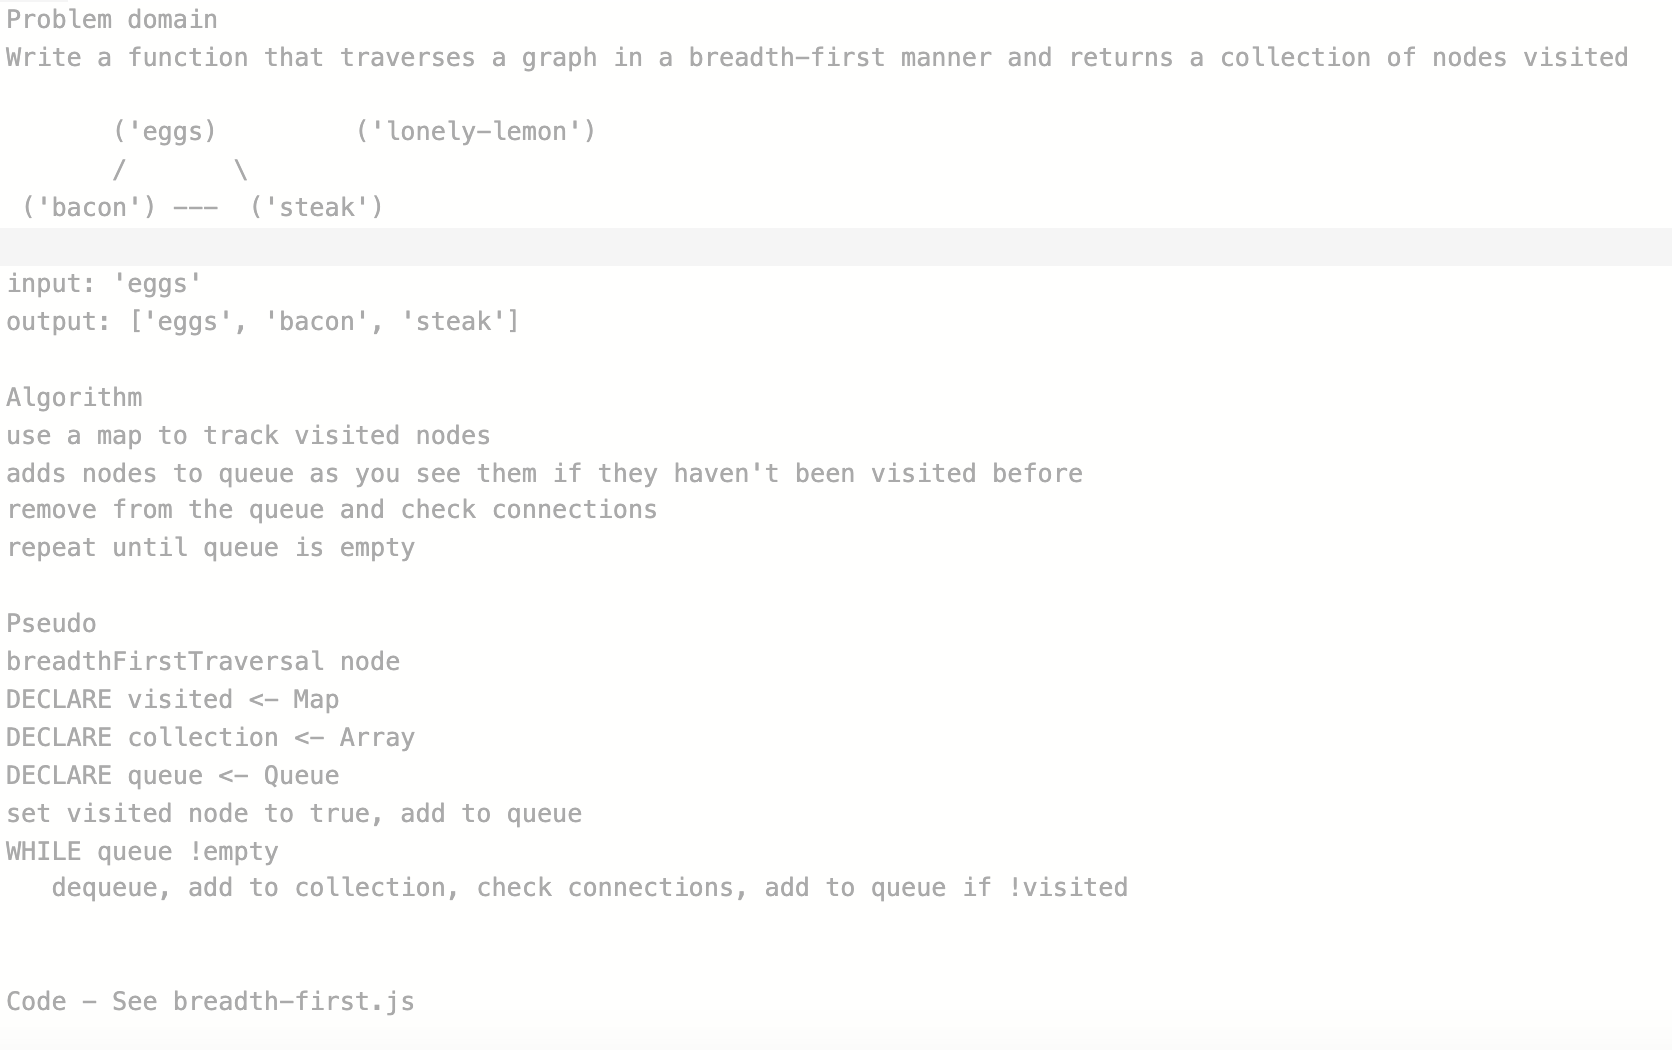 Problem domain
Write a function that traverses a graph in a breadth-first manner and returns a collection of nodes visited
('eggs)         ('lonely-lemon')
/       \
('bacon') ---  ('steak')
input: 'eggs'
output: ['eggs', 'bacon', 'steak']
Algorithm
use a map to track visited nodes
adds nodes to queue as you see them if they haven't been visited before
remove from the queue and check connections
repeat until queue is empty
Pseudo
breadthFirstTraversal node
DECLARE visited <- Map
DECLARE collection <- Array
DECLARE queue <- Queue
set visited node to true, add to queue
WHILE queue !empty
   dequeue, add to collection, check connections, add to queue if !visited
Code - See breadth-first.js